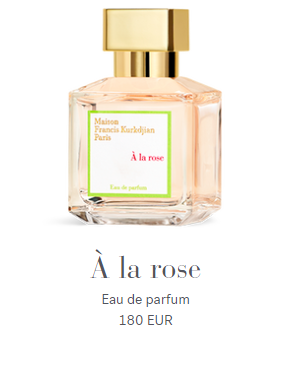 Maison
Francis Kurkdjian
Paris
À la rose
Eau de parfum
À la rose
Eau de parfum
180 EUR